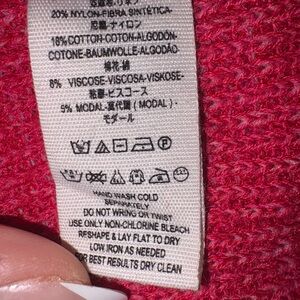 20% NYLON-FIBRA SINTÉTICA-
尼龍-ナイロン
18% COTTON-COTON-ALGODÓN-
COTONE-BAUMWOLLE-ALGODÃO
棉花-綿
8% VISCOSE-VISCOSA-VISKOSE-
粘膠-ビスコース
5% MODAL-莫代爾 ( MODAL ) -
モダール
HAND WASH COLD
SEPARATELY
DO NOT WRING OR TWIST
USE ONLY NON-CHLORINE BLEACH
RESHAPE & LAY FLAT TO DRY
LOW IRON AS NEEDED
FOR BEST RESULTS DRY CLEAN